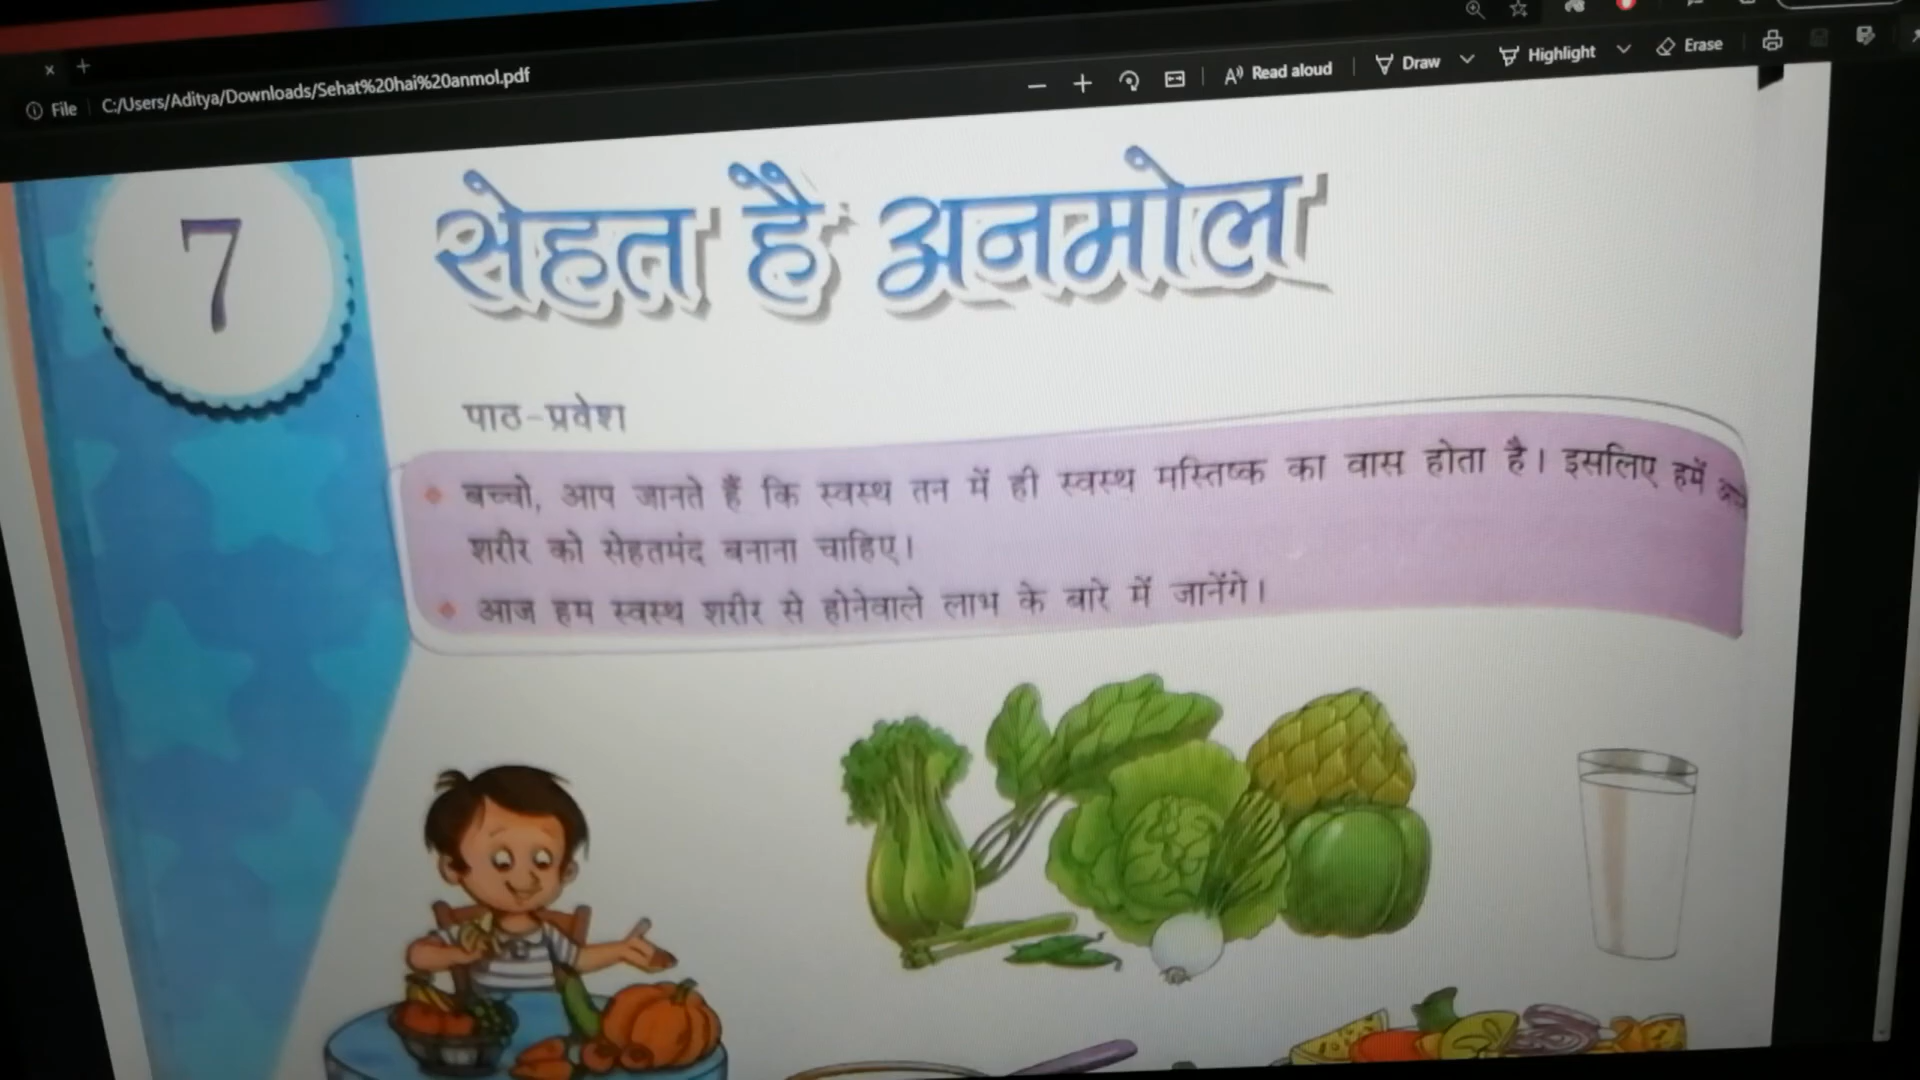 File C:/Users/Aditya/Downloads/Sehat%20hai%20anmol.pdf
Read aloud Draw Highlight Erase
7
सेहत है अनमोल
पाठ-प्रवेश
बच्चो, आप जानते हैं कि स्वस्थ तन में ही स्वस्थ मस्तिष्क का वास होता है। इसलिए हमें
शरीर को सेहतमंद बनाना चाहिए।
आज हम स्वस्थ शरीर से होनेवाले लाभ के बारे में जानेंगे।